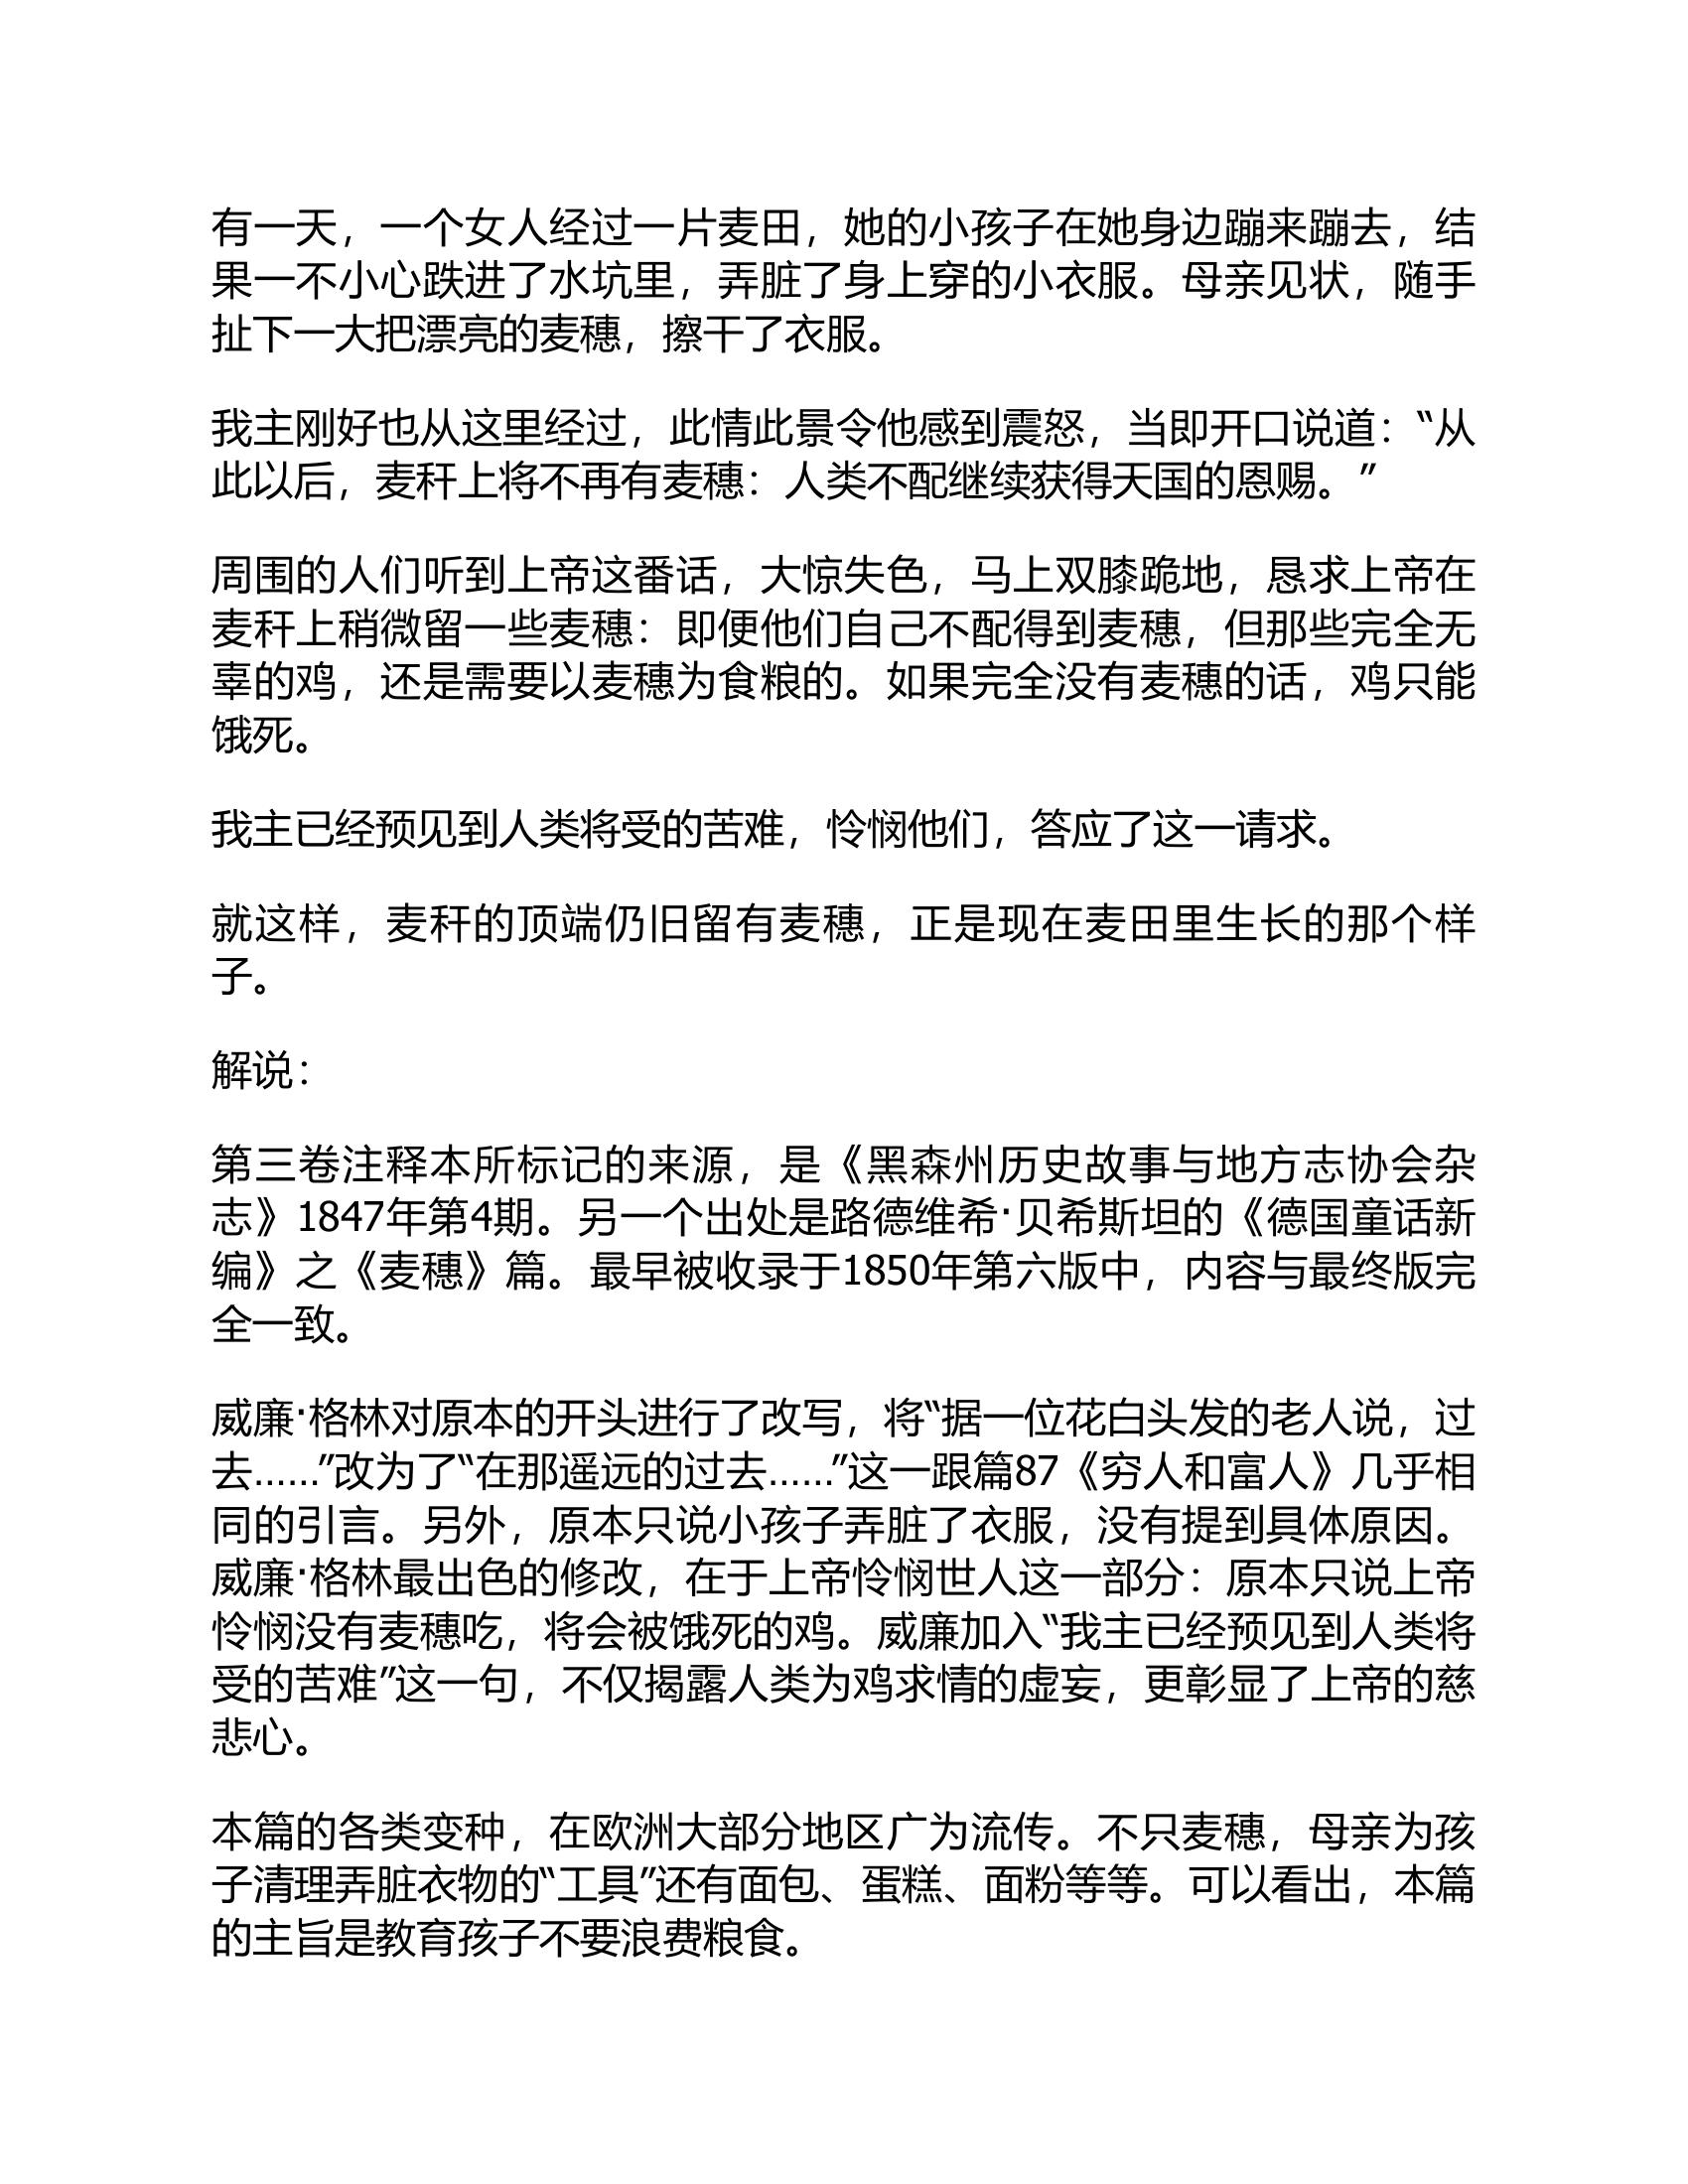 有一天，一个女人经过一片麦田，她的小孩子在她身边蹦来蹦去，结
果一不小心跌进了水坑里，弄脏了身上穿的小衣服。母亲见状，随手
扯下一大把漂亮的麦穗，擦干了衣服。
我主刚好也从这里经过，此情此景令他感到震怒，当即开口说道：“从
此以后，麦秆上将不再有麦穗：人类不配继续获得天国的恩赐。”
周围的人们听到上帝这番话，大惊失色，马上双膝跪地，恳求上帝在
麦秆上稍微留一些麦穗：即便他们自己不配得到麦穗，但那些完全无
辜的鸡，还是需要以麦穗为食粮的。如果完全没有麦穗的话，鸡只能
饿死。
我主已经预见到人类将受的苦难，怜悯他们，答应了这一请求。
就这样，麦秆的顶端仍旧留有麦穗，正是现在麦田里生长的那个样
子。
解说：
第三卷注释本所标记的来源，是《黑森州历史故事与地方志协会杂
志》1847年第4期。另一个出处是路德维希·贝希斯坦的《德国童话新
编》之《麦穗》篇。最早被收录于1850年第六版中，内容与最终版完
全一致。
威廉·格林对原本的开头进行了改写，将“据一位花白头发的老人说，过
去……”改为了“在那遥远的过去……”这一跟篇87《穷人和富人》几乎相
同的引言。另外，原本只说小孩子弄脏了衣服，没有提到具体原因。
威廉·格林最出色的修改，在于上帝怜悯世人这一部分：原本只说上帝
怜悯没有麦穗吃，将会被饿死的鸡。威廉加入“我主已经预见到人类将
受的苦难”这一句，不仅揭露人类为鸡求情的虚妄，更彰显了上帝的慈
悲心。
本篇的各类变种，在欧洲大部分地区广为流传。不只麦穗，母亲为孩
子清理弄脏衣物的“工具”还有面包、蛋糕、面粉等等。可以看出，本篇
的主旨是教育孩子不要浪费粮食。